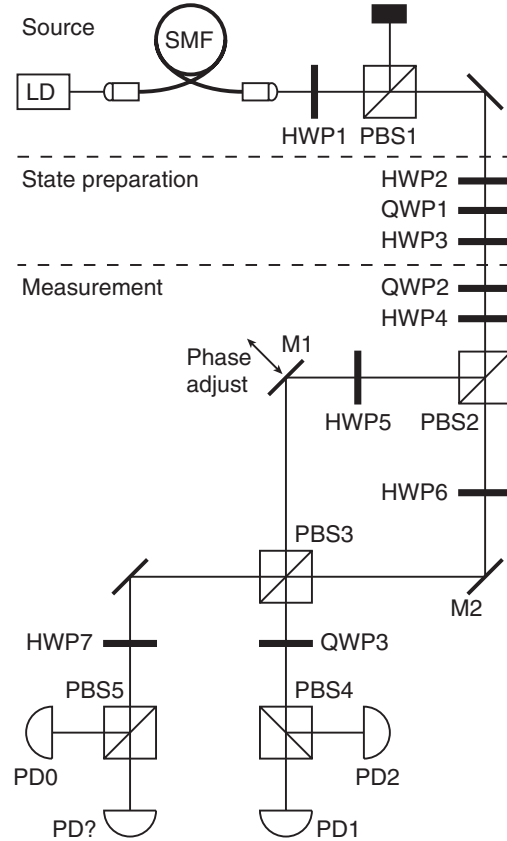 Source
SMF
LD
HWP1
PBS1
State preparation
HWP2
QWP1
HWP3
Measurement
QWP2
HWP4
M1
Phase
adjust
HWP5
PBS2
HWP6
PBS3
M2
HWP7
QWP3
PBS5
PBS4
PD0
PD2
PD?
PD1